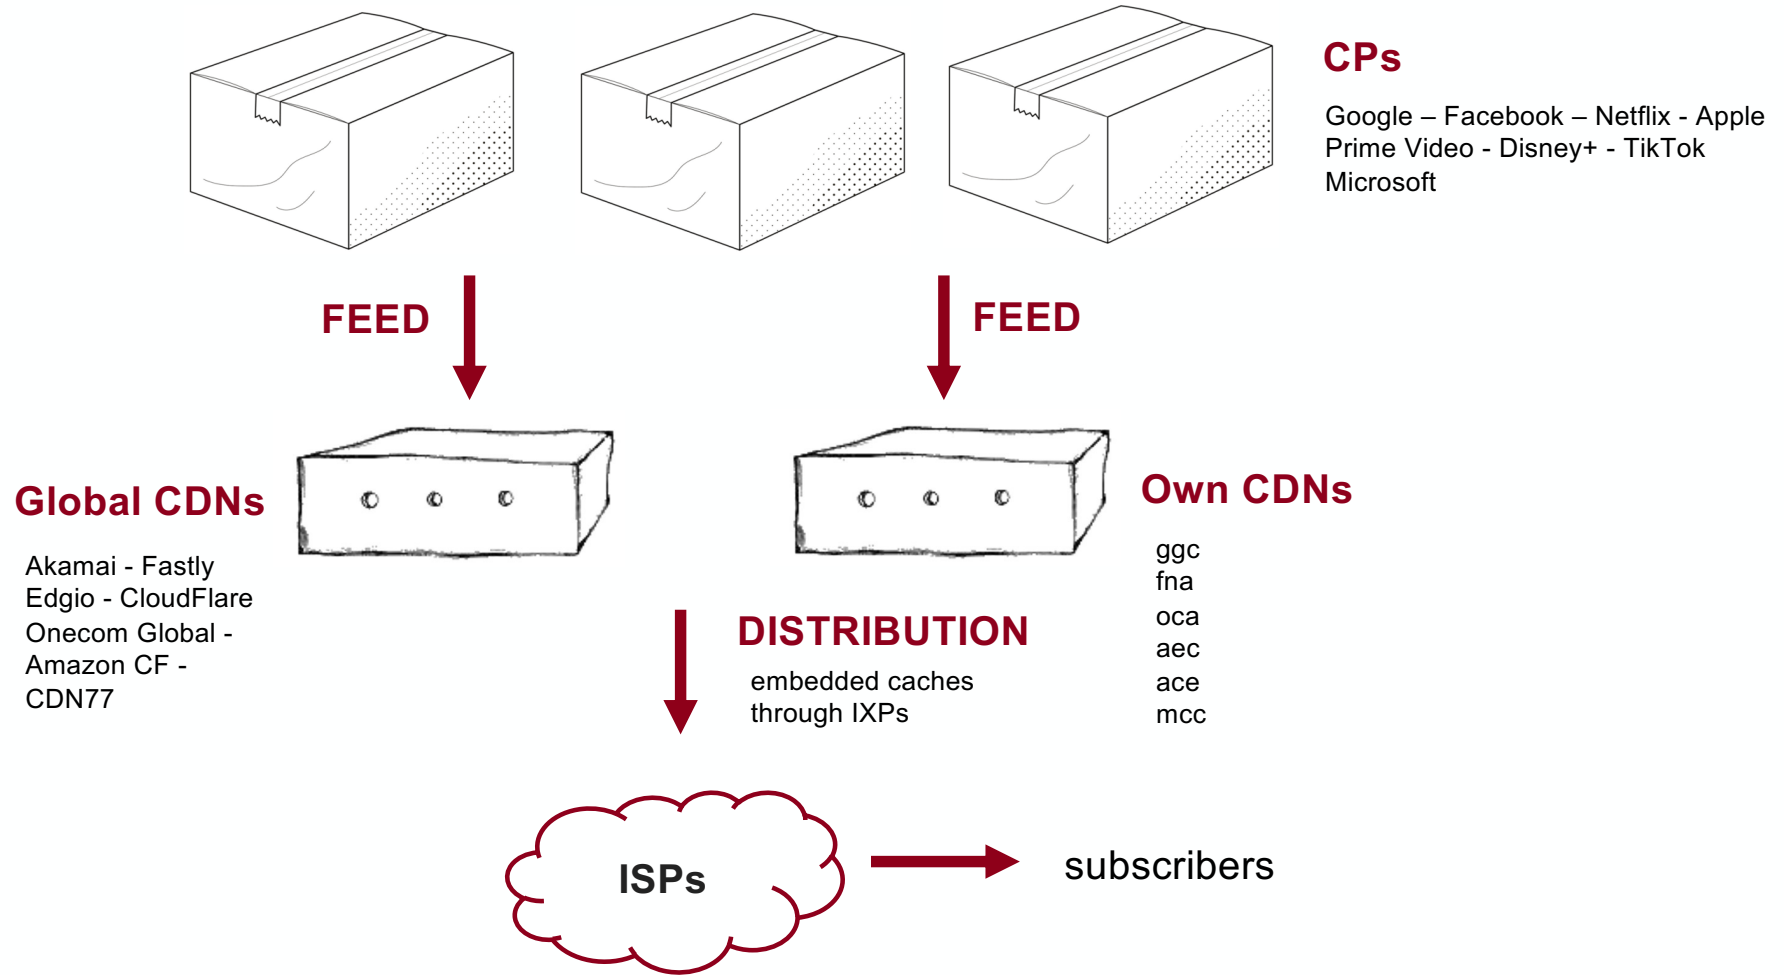 CPs
Google – Facebook – Netflix - Apple
Prime Video - Disney+ - TikTok
Microsoft
FEED
FEED
Global CDNs
Akamai - Fastly
Edgio - CloudFlare
Onecom Global -
Amazon CF -
CDN77
Own CDNs
ggc
fna
oca
aec
ace
mcc
DISTRIBUTION
embedded caches
through IXPs
ISPs
subscribers